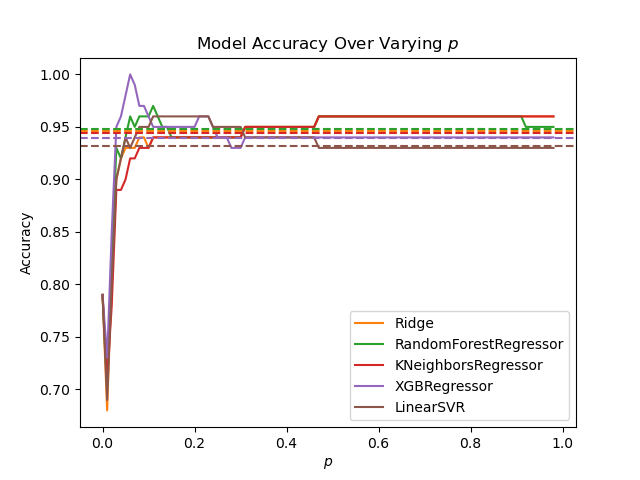 Model Accuracy Over Varying p
Accuracy
1.00
0.95
0.90
0.85
0.80
0.75
0.70
Ridge
RandomForestRegressor
KNeighborsRegressor
XGBRegressor
LinearSVR
0.0 0.2 0.4 0.6 0.8 1.0
p